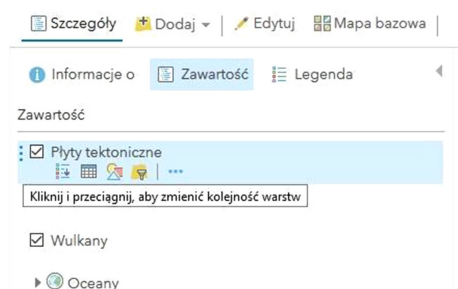 Szczegóły Dodaj Edytuj Mapa bazowa
Informacje o Zawartość Legenda
Zawartość
Płyty tektoniczne
Kliknij i przeciągnij, aby zmienić kolejność warstw
Wulkany
Oceany